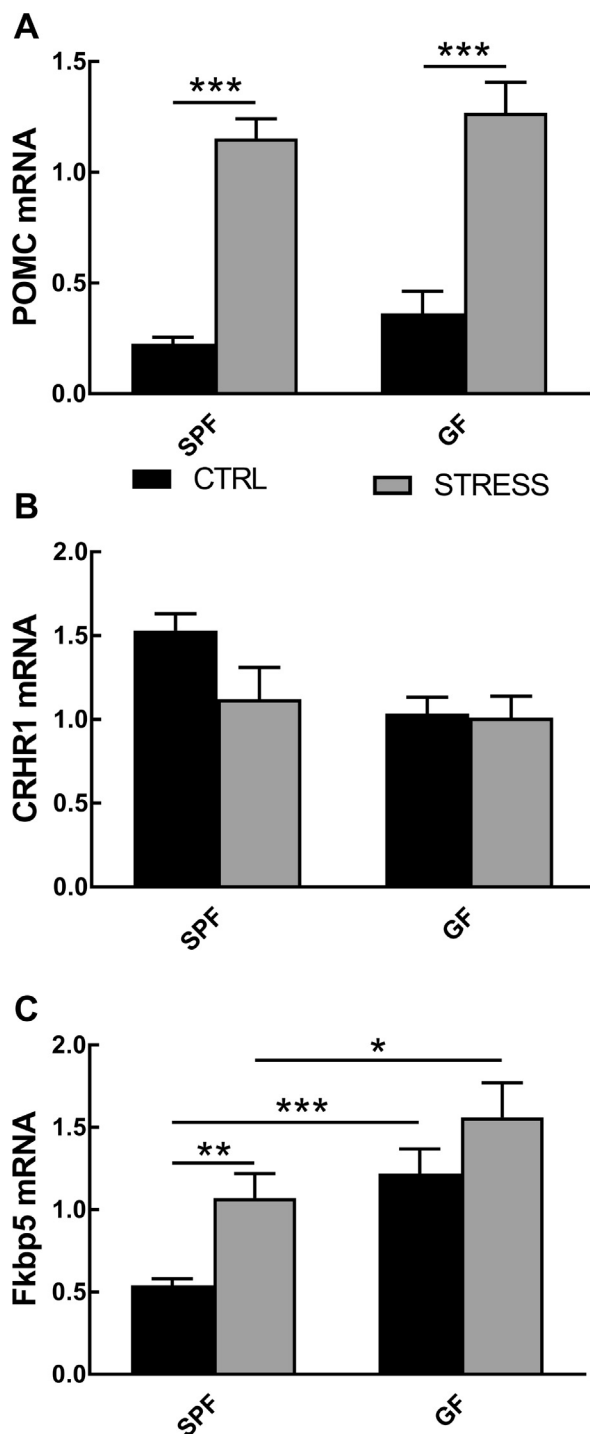 A
POMC mRNA
1.5
1.0
0.5
0.0
***
***
SPF
GF
CTRL
STRESS
B
CRHR1 mRNA
2.0
1.5
1.0
0.5
0.0
SPF
GF
C
Fkbp5 mRNA
2.0
1.5
1.0
0.5
0.0
*
***
**
SPF
GF